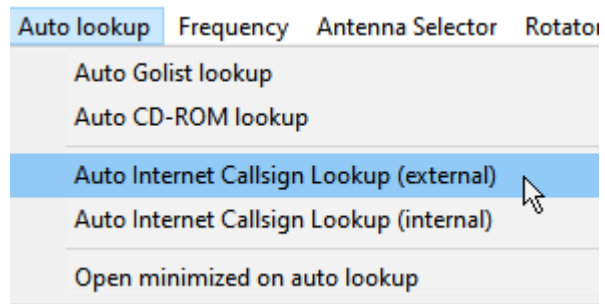 Auto lookup Frequency Antenna Selector Rotator
Auto Golist lookup
Auto CD-ROM lookup
Auto Internet Callsign Lookup (external)
Auto Internet Callsign Lookup (internal)
Open minimized on auto lookup